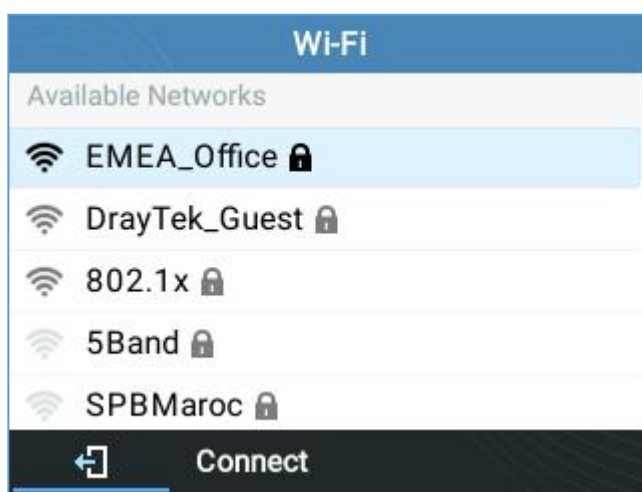 Wi-Fi
Available Networks
EMEA_Office
DrayTek_Guest
802.1x
5Band
SPBMaroc
Connect